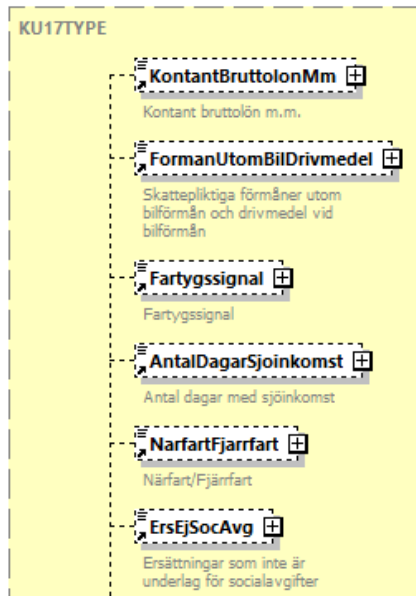 KU17TYPE
KontantBruttolonMm
Kontant bruttolön m.m.
FormanUtomBilDrivmedel
Skattepliktiga förmåner utom
bilförmån och drivmedel vid
bilförmån
Fartygssignal
Fartygssignal
AntalDagarSjoinkomst
Antal dagar med sjöinkomst
NarfartFjarrfart
Närfart/Fjärrfart
ErsEjSocAvg
Ersättningar som inte är
underlag för socialavgifter